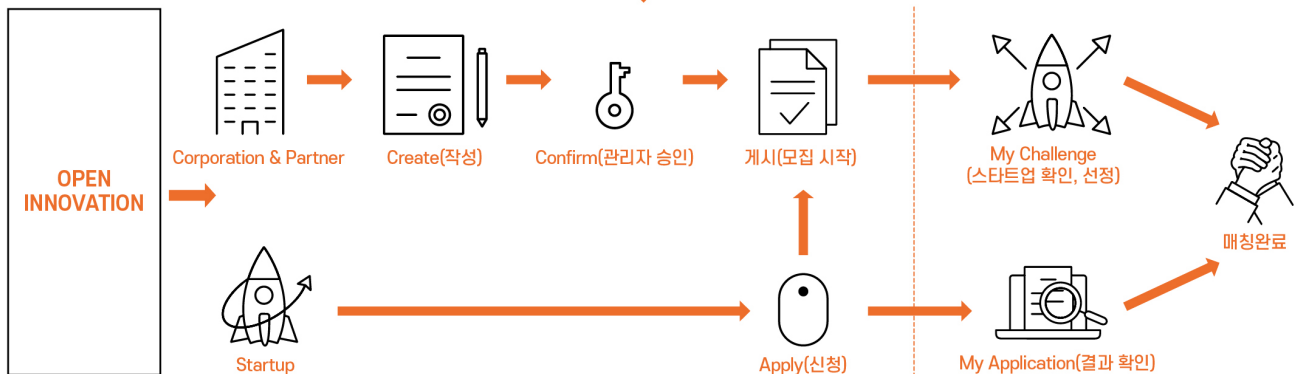 OPEN
INNOVATION
Corporation & Partner
Create(작성)
Confirm(관리자 승인)
게시(모집 시작)
My Challenge
(스타트업 확인, 선정)
매칭완료
Startup
Apply(신청)
My Application(결과 확인)